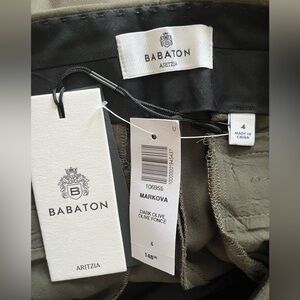 BABATON
ARITZIA
4
MADE IN
CHINA
B
BABATON
ARITZIA
U
106955
MARKOVA
DARK OLIVE
OLIVE FONCE
4
148